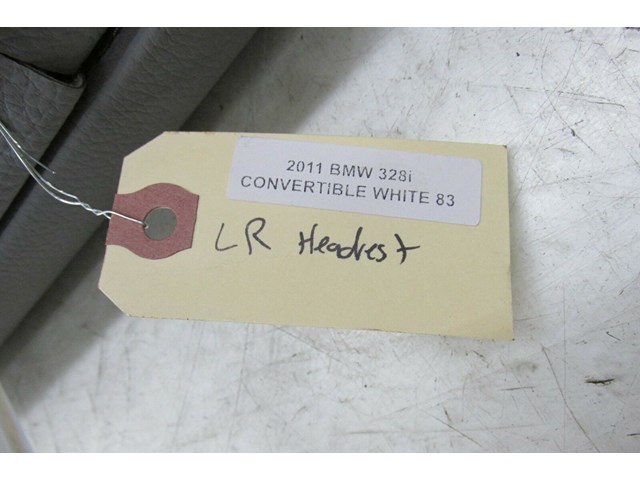 2011 BMW 328i
CONVERTIBLE WHITE 83
LR Headrest